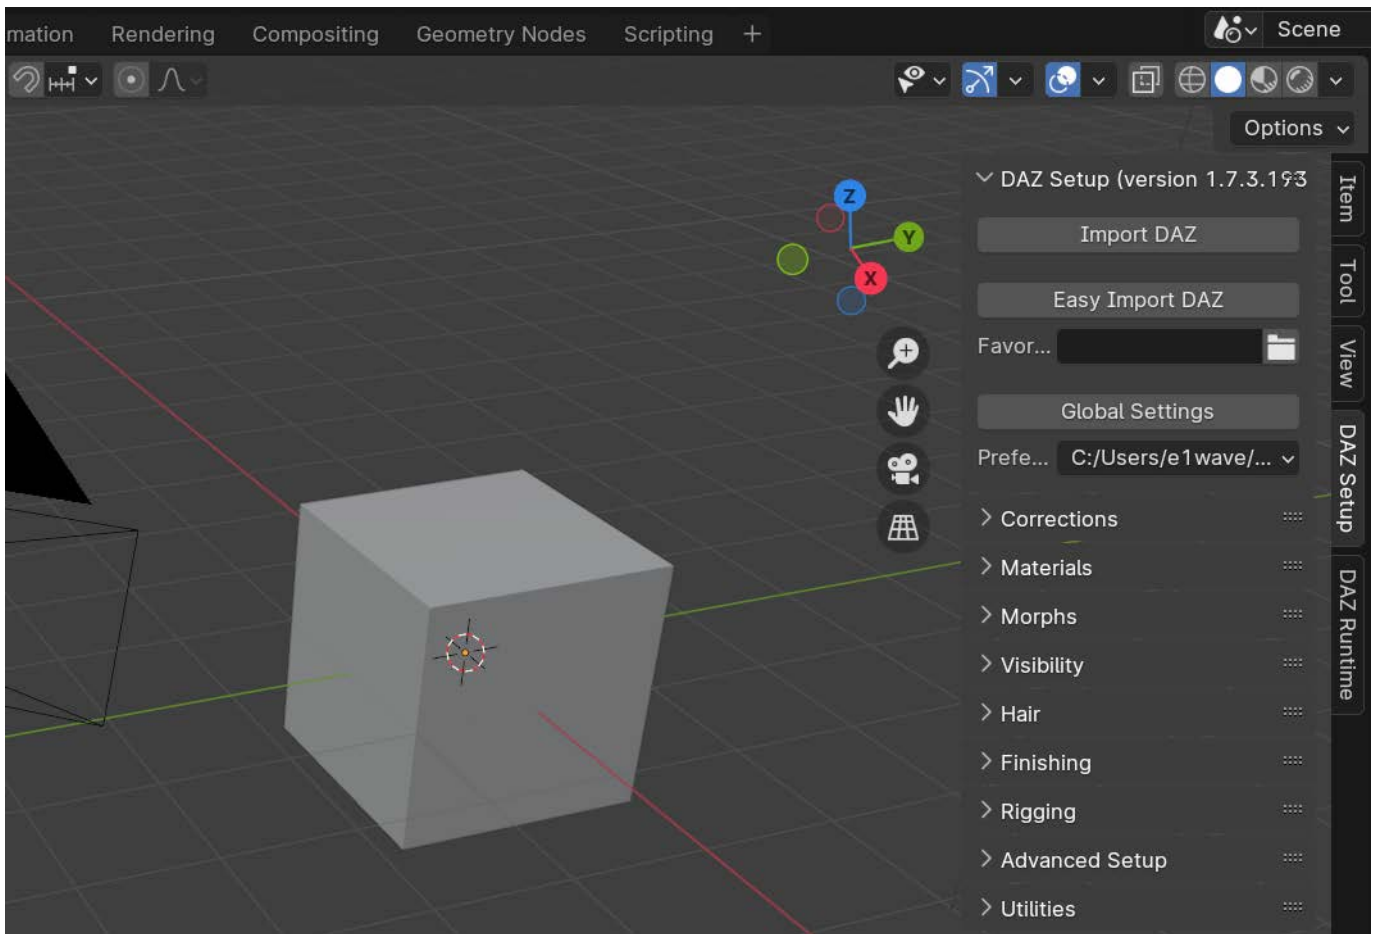 mation Rendering Compositing Geometry Nodes Scripting + Scene
Options
DAZ Setup (version 1.7.3.193
Import DAZ
Easy Import DAZ
Favor...
Global Settings
Prefe... C:/Users/e1wave/...
Corrections
Materials
Morphs
Visibility
Hair
Finishing
Rigging
Advanced Setup
Utilities
Item
Tool
View
DAZ Setup
DAZ Runtime
Z
Y
X